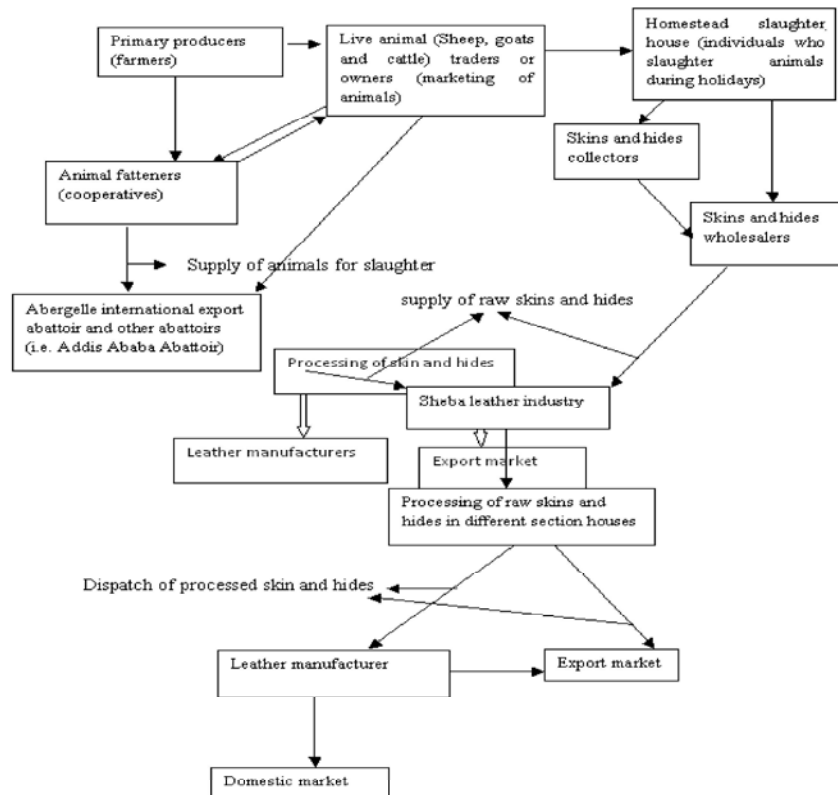 Primary producers
(farmers)
Live animal (Sheep, goats
and cattle) traders or
owners (marketing of
animals)
Homestead slaughter
house (individuals who
slaughter animals
during holidays)
Skins and hides
collectors
Animal fatteners
(cooperatives)
Skins and hides
wholesalers
Supply of animals for slaughter
Abergelle international export
abattoir and other abattoirs
(i.e. Addis Ababa Abattoir)
supply of raw skins and hides
Processing of skin and hides
Sheba leather industry
Leather manufacturers
Export market
Processing of raw skins and
hides in different section houses
Dispatch of processed skin and hides
Leather manufacturer
Export market
Domestic market